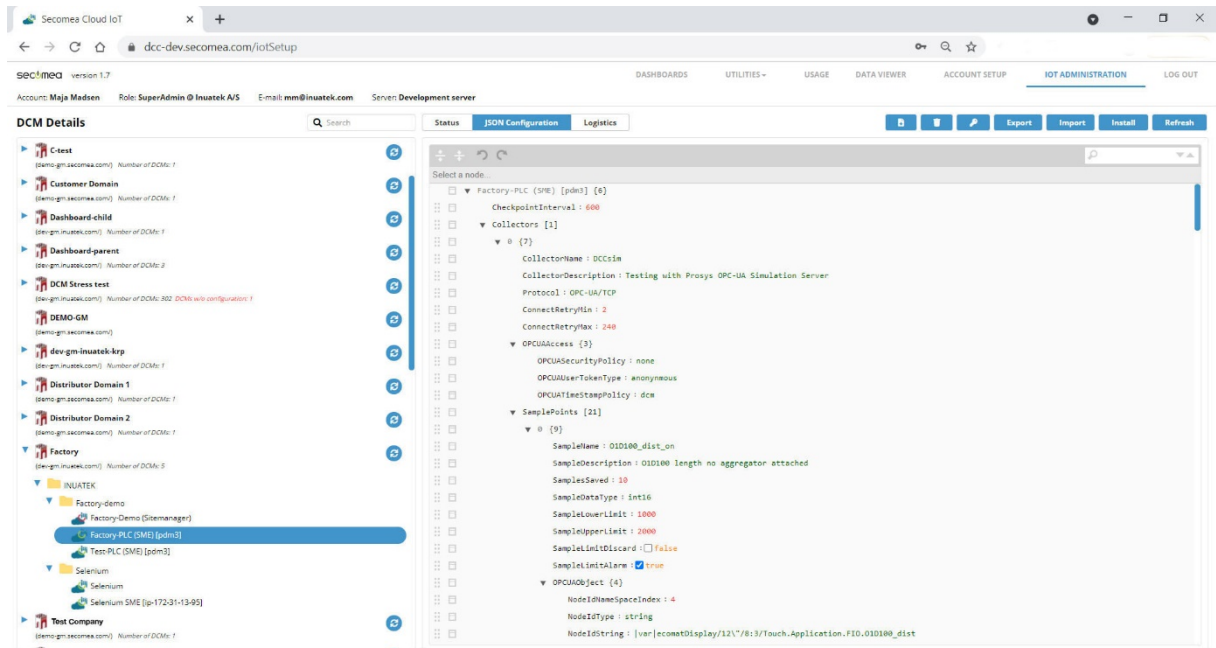 Secomea Cloud IoT
dcc-dev.secomea.com/iotSetup
secomea version 1.7
DASHBOARDS UTILITIES USAGE DATA VIEWER ACCOUNT SETUP IOT ADMINISTRATION LOG OUT
Account: Maja Madsen Role: SuperAdmin @ Inuatek A/S E-mail: mm@inuatek.com Server: Development server
DCM Details
Search
C-test
(demo-gm.secomea.com/) Number of DCMs: 1
Customer Domain
(demo-gm.secomea.com/) Number of DCMs: 1
Dashboard-child
(dev-gm.inuatek.com/) Number of DCMs: 1
Dashboard-parent
(dev-gm.inuatek.com/) Number of DCMs: 3
DCM Stress test
(dev-gm.inuatek.com/) Number of DCMs: 302 DCMs w/o configuration: 1
DEMO-GM
(demo-gm.secomea.com/)
dev-gm-inuatek-krp
(dev-gm.inuatek.com/) Number of DCMs: 1
Distributor Domain 1
(demo-gm.secomea.com/) Number of DCMs: 1
Distributor Domain 2
(demo-gm.secomea.com/) Number of DCMs: 1
Factory
(dev-gm.inuatek.com/) Number of DCMs: 5
INUATEK
Factory-demo
Factory-Demo (Sitemanager)
Factory-PLC (SME) [pdm3]
Test-PLC (SME) [pdm3]
Selenium
Selenium
Selenium SME [ip-172-31-13-95]
Test Company
(demo-gm.secomea.com/) Number of DCMs: 1
Status JSON Configuration Logistics
Export Import Install Refresh
Select a node...
Factory-PLC (SME) [pdm3] {6}
CheckpointInterval : 600
Collectors [1]
0 {7}
CollectorName : DCCsim
CollectorDescription : Testing with Prosys OPC-UA Simulation Server
Protocol : OPC-UA/TCP
ConnectRetryMin : 2
ConnectRetryMax : 240
OPCUAAccess {3}
OPCUASecurityPolicy : none
OPCUAUserTokenType : anonynmous
OPCUATimeStampPolicy : dcm
SamplePoints [21]
0 {9}
SampleName : O1D100_dist_on
SampleDescription : O1D100 length no aggregator attached
SamplesSaved : 10
SampleDataType : int16
SampleLowerLimit : 1000
SampleUpperLimit : 2000
SampleLimitDiscard : false
SampleLimitAlarm : true
OPCUAObject {4}
NodeIdNameSpaceIndex : 4
NodeIdType : string
NodeIdString : |var|ecomatDisplay/12\"/8:3/Touch.Application.FIO.O1D100_dist